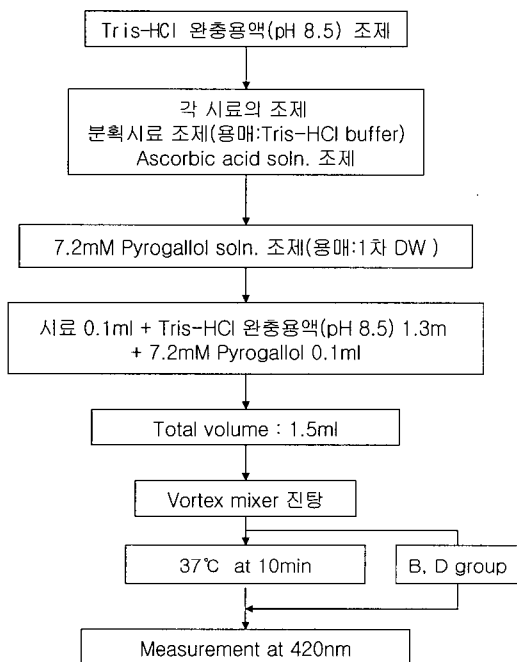 Tris-HCl 완충용액(pH 8.5) 조제
각 시료의 조제
분획시료 조제(용매:Tris-HCl buffer)
Ascorbic acid soln. 조제
7.2mM Pyrogallol soln. 조제(용매:1차 DW )
시료 0.1ml + Tris-HCl 완충용액(pH 8.5) 1.3m
+ 7.2mM Pyrogallol 0.1ml
Total volume : 1.5ml
Vortex mixer 진탕
37℃ at 10min
B, D group
Measurement at 420nm